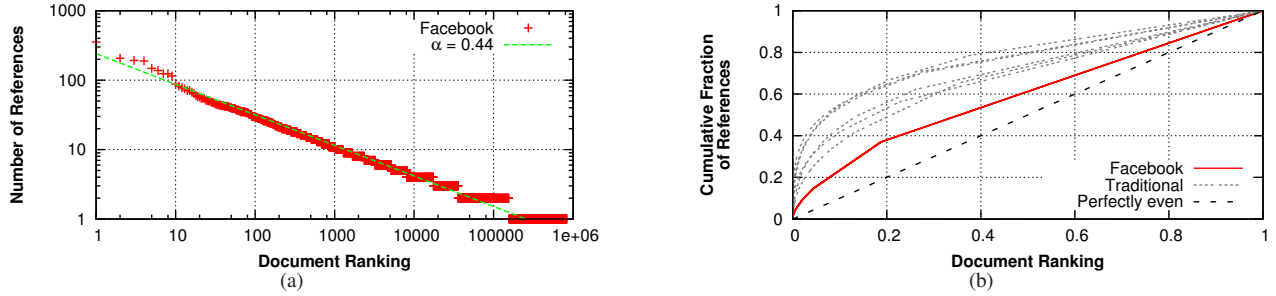 Number of References
1000
100
10
1
1
10
100
1000
10000
100000
1e+06
Document Ranking
Facebook
α = 0.44
(a)
Cumulative Fraction
of References
1
0.8
0.6
0.4
0.2
0
0
0.2
0.4
0.6
0.8
1
Document Ranking
Facebook
Traditional
Perfectly even
(b)